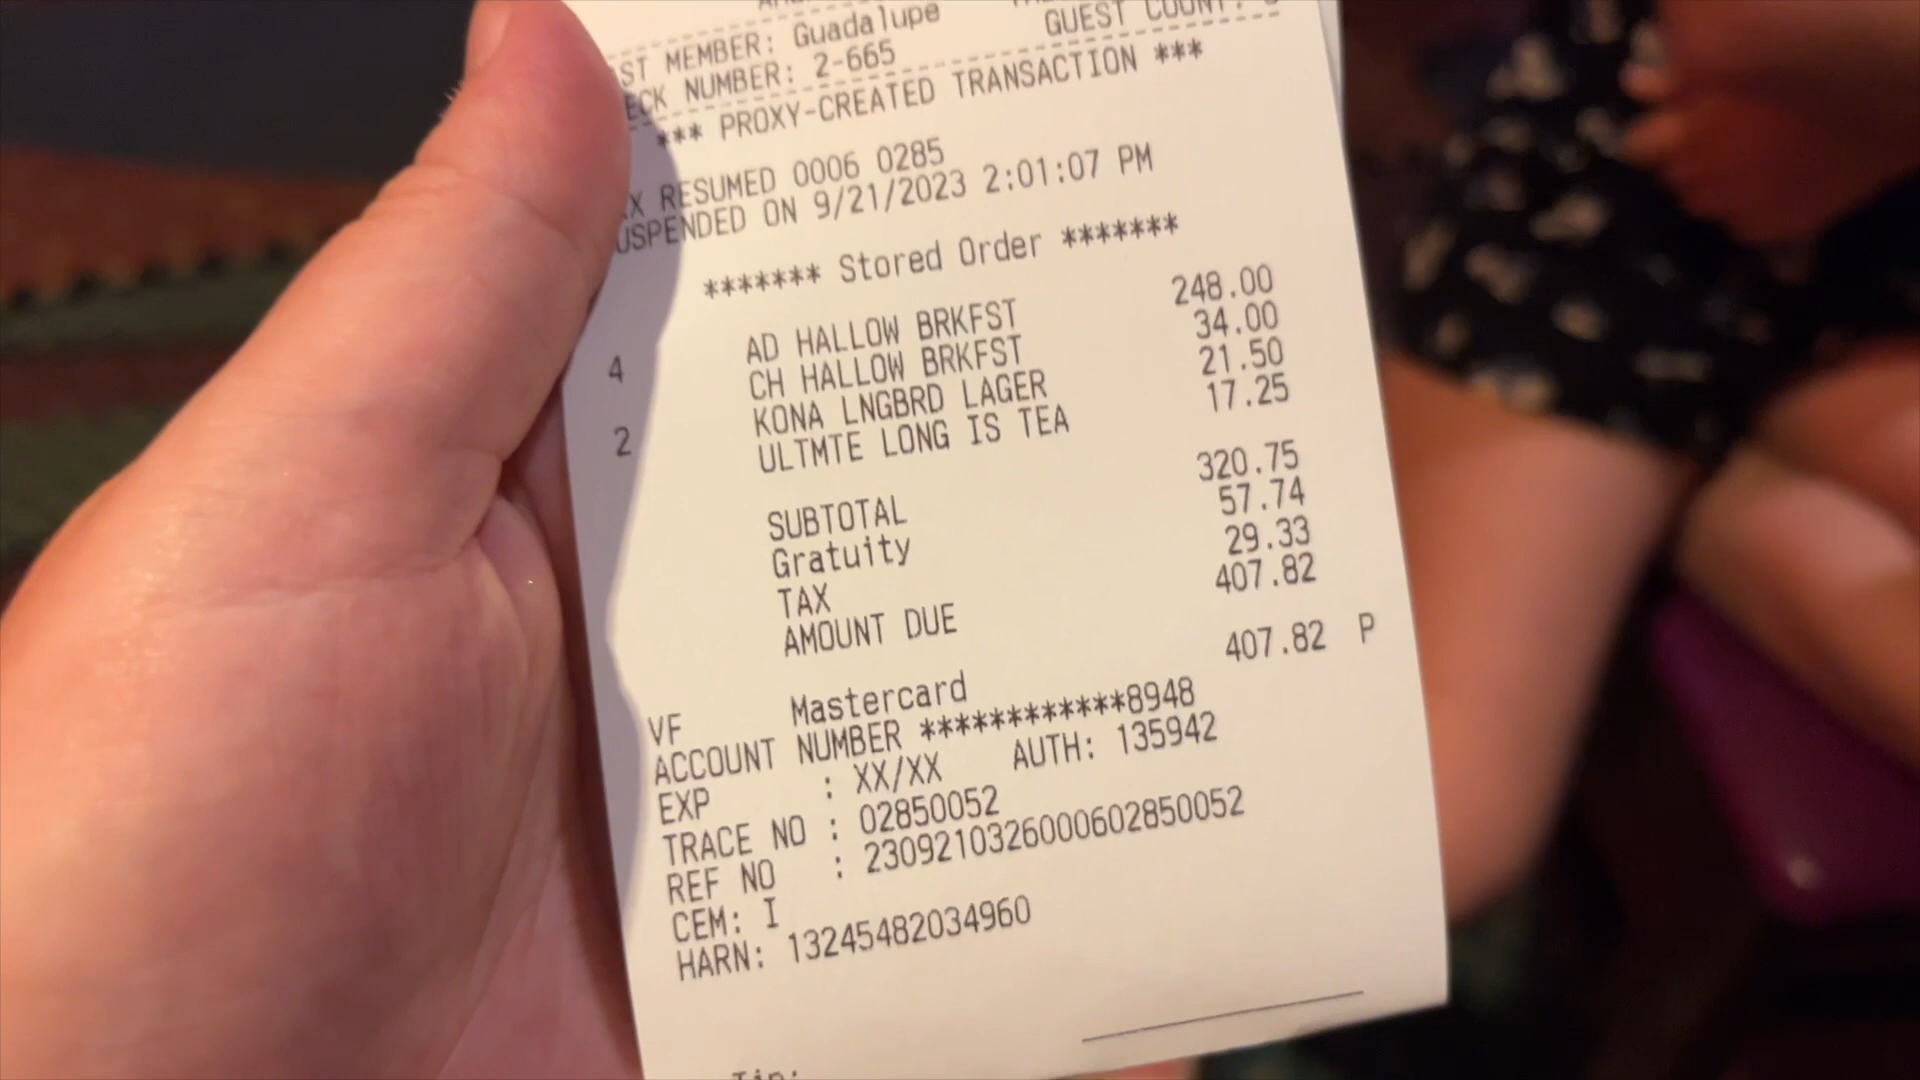 ST MEMBER: Guadalupe
GUEST COUNT:
ECK NUMBER: 2-665
*** PROXY-CREATED TRANSACTION ***
X RESUMED 0006 0285
USPENDED ON 9/21/2023 2:01:07 PM
******* Stored Order *******
4 AD HALLOW BRKFST 248.00
CH HALLOW BRKFST 34.00
2 KONA LNGBRD LAGER 21.50
ULTMTE LONG IS TEA 17.25
SUBTOTAL 320.75
Gratuity 57.74
TAX 29.33
AMOUNT DUE 407.82
VF Mastercard 407.82 P
ACCOUNT NUMBER ************8948
EXP : XX/XX AUTH: 135942
TRACE NO : 02850052
REF NO : 2309210326000602850052
CEM: I
HARN: 13245482034960
Tip: